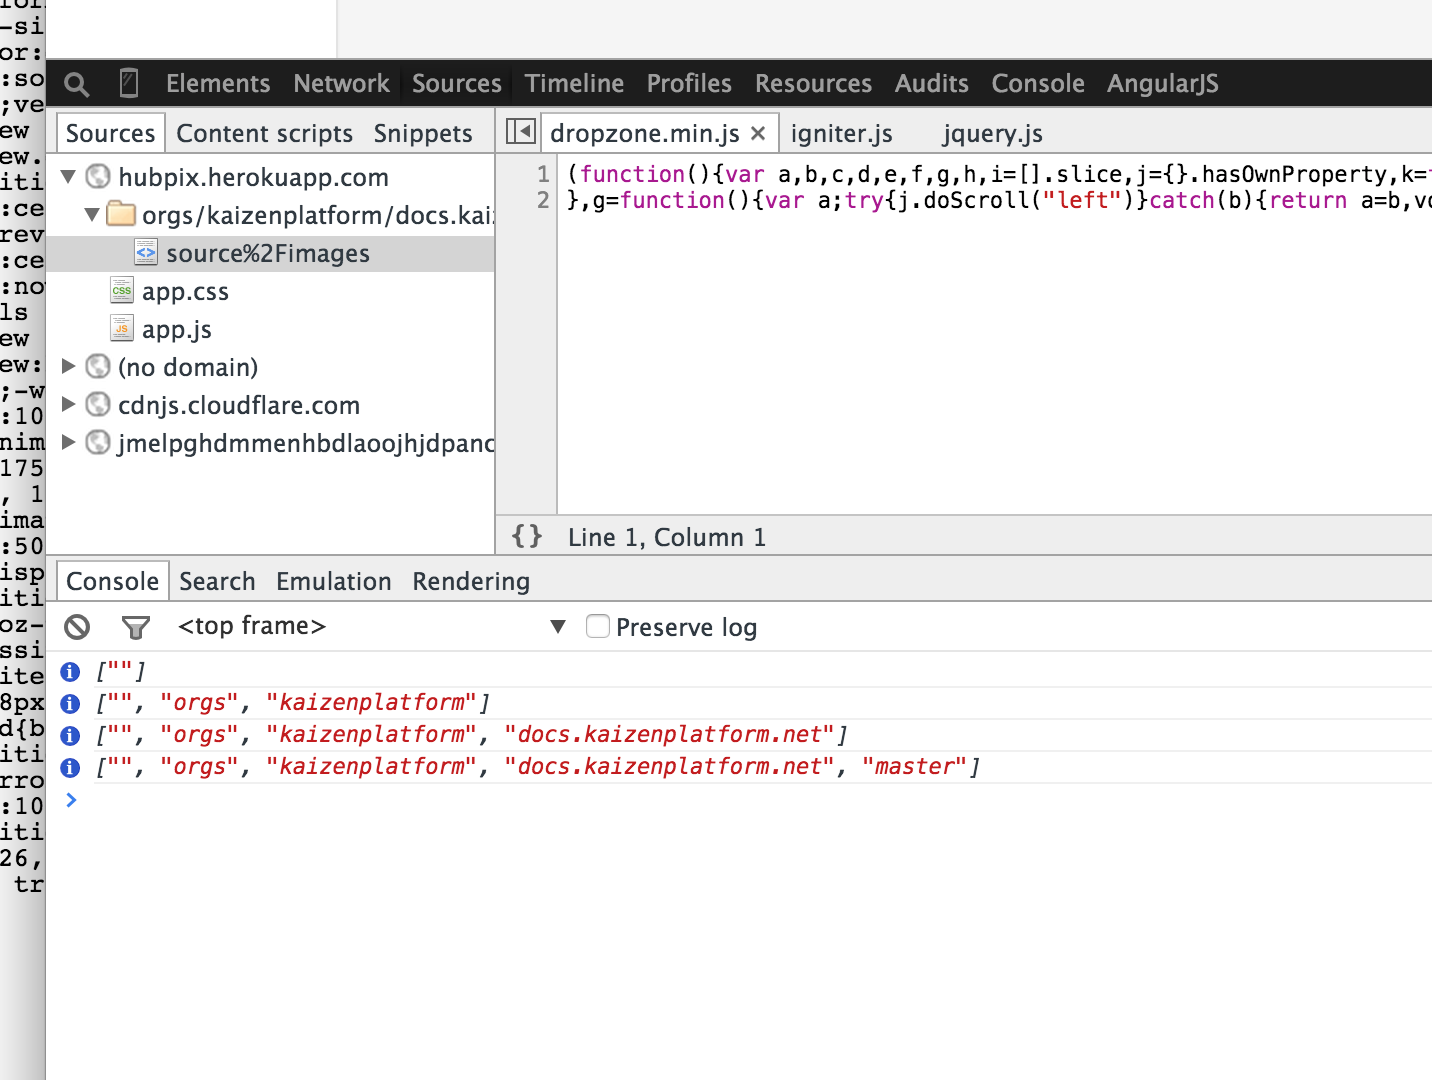 -si
or:
:so
;ve
ew
ew.
iti
:ce
rev
:ce
:no
ls
ew
ew:
;-w
:10
nim
175
, 1
ima
:50
isp
iti
oz-
ssi
ite
8px
d{b
iti
rro
:10
iti
26,
tr
Elements Network Sources Timeline Profiles Resources Audits Console AngularJS
Sources Content scripts Snippets
hubpix.herokuapp.com
orgs/kaizenplatform/docs.kai
source%2Fimages
app.css
app.js
(no domain)
cdnjs.cloudflare.com
jmelpghdmmenhbdlaoojhjdpanc
dropzone.min.js × igniter.js jquery.js
1 (function(){var a,b,c,d,e,f,g,h,i=[].slice,j={}.hasOwnProperty,k=
2 },g=function(){var a;try{j.doScroll("left")}catch(b){return a=b,vo
{} Line 1, Column 1
Console Search Emulation Rendering
<top frame> Preserve log
[""]
["", "orgs", "kaizenplatform"]
["", "orgs", "kaizenplatform", "docs.kaizenplatform.net"]
["", "orgs", "kaizenplatform", "docs.kaizenplatform.net", "master"]
>